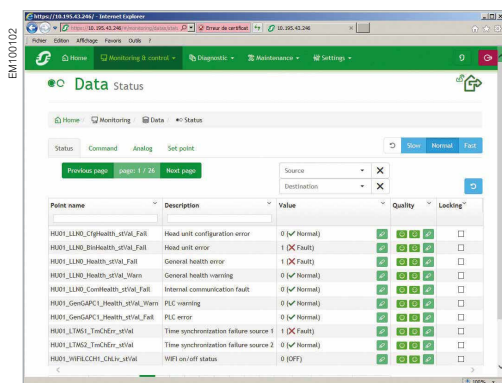 https://10.195.43.246/ - Internet Explorer
Erreur de certificat
10.195.43.246
Fichier Edition Affichage Favoris Outils ?
EM100102
Home Monitoring & control Diagnostic Maintenance Settings
Data Status
Home Monitoring Data Status
Status Command Analog Set point
Slow Normal Fast
Previous page page: 1 / 26 Next page
Source
Destination
Point name Description Value Quality Locking
HU01_LLN0_CfgHealth_stVal_Fail Head unit configuration error 0 (✔ Normal)
HU01_LLN0_BinHealth_stVal_Fail Head unit error 1 (✘ Fault)
HU01_LLN0_Health_stVal_Fail General health error 1 (✘ Fault)
HU01_LLN0_Health_stVal_Warn General health warning 0 (✔ Normal)
HU01_LLN0_ComHealth_stVal_Fail Internal communication fault 0 (✔ Normal)
HU01_GenGAPC1_Health_stVal_Warn PLC warning 0 (✔ Normal)
HU01_GenGAPC1_Health_stVal_Fail PLC error 0 (✔ Normal)
HU01_LTMS1_TmChErr_stVal Time synchronization failure source 1 1 (✘ Fault)
HU01_LTMS2_TmChErr_stVal Time synchronization failure source 2 0 (✔ Normal)
HU01_WiFiLCCH1_ChLiv_stVal WIFI on/off status 0 (OFF)
100%